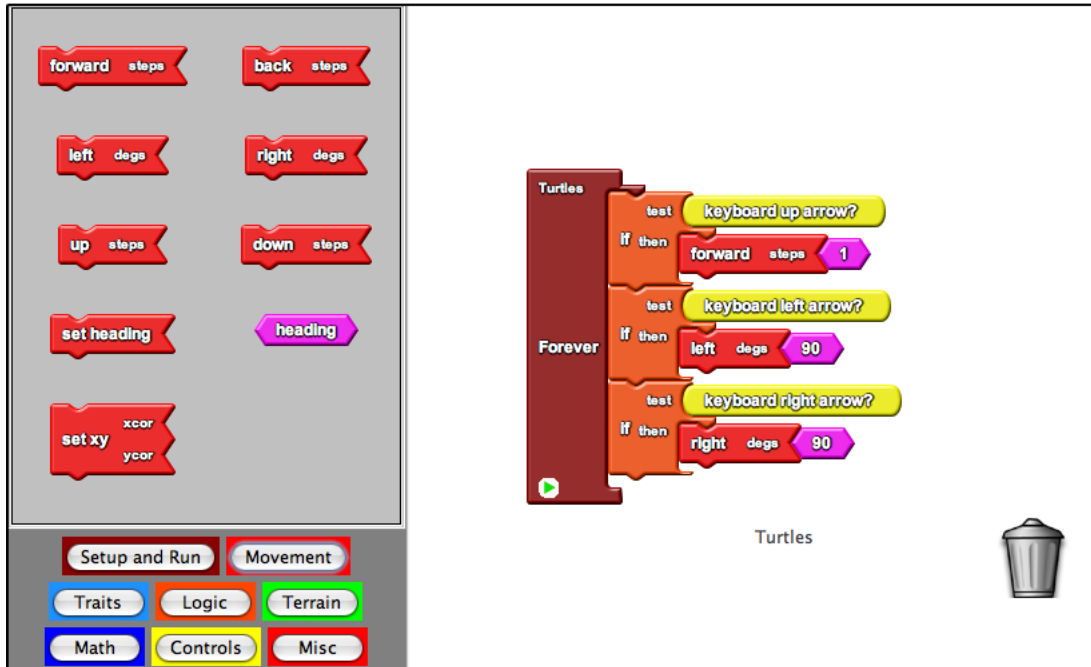 forward steps
back steps
left degs
right degs
up steps
down steps
set heading
heading
set xy xcor
ycor
Setup and Run
Movement
Traits
Logic
Terrain
Math
Controls
Misc
Turtles
Forever
test keyboard up arrow?
if then forward steps 1
test keyboard left arrow?
if then left degs 90
test keyboard right arrow?
if then right degs 90
Turtles